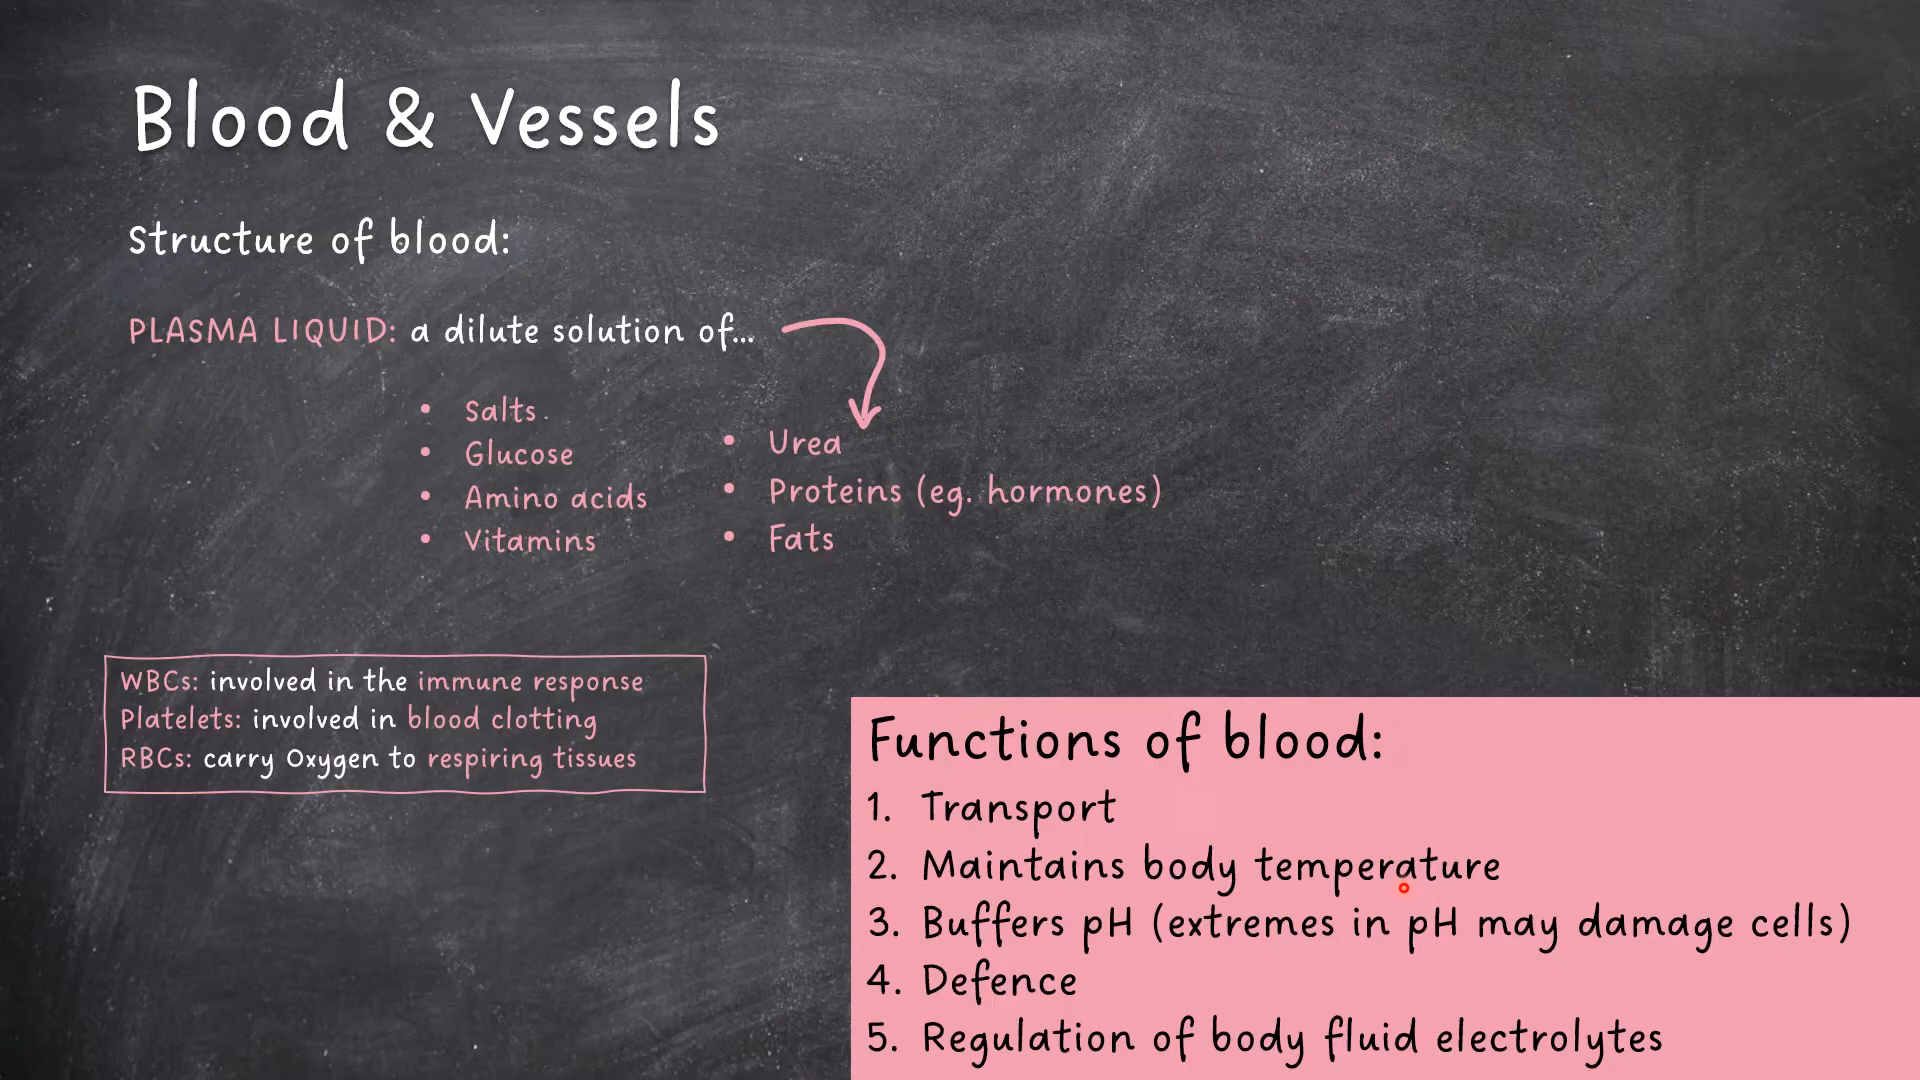 Blood & Vessels
Structure of blood:
PLASMA LIQUID: a dilute solution of...
• Salts
• Glucose
• Amino acids
• Vitamins
• Urea
• Proteins (eg. hormones)
• Fats
WBCs: involved in the immune response
Platelets: involved in blood clotting
RBCs: carry Oxygen to respiring tissues
Functions of blood:
1. Transport
2. Maintains body temperature
3. Buffers pH (extremes in pH may damage cells)
4. Defence
5. Regulation of body fluid electrolytes